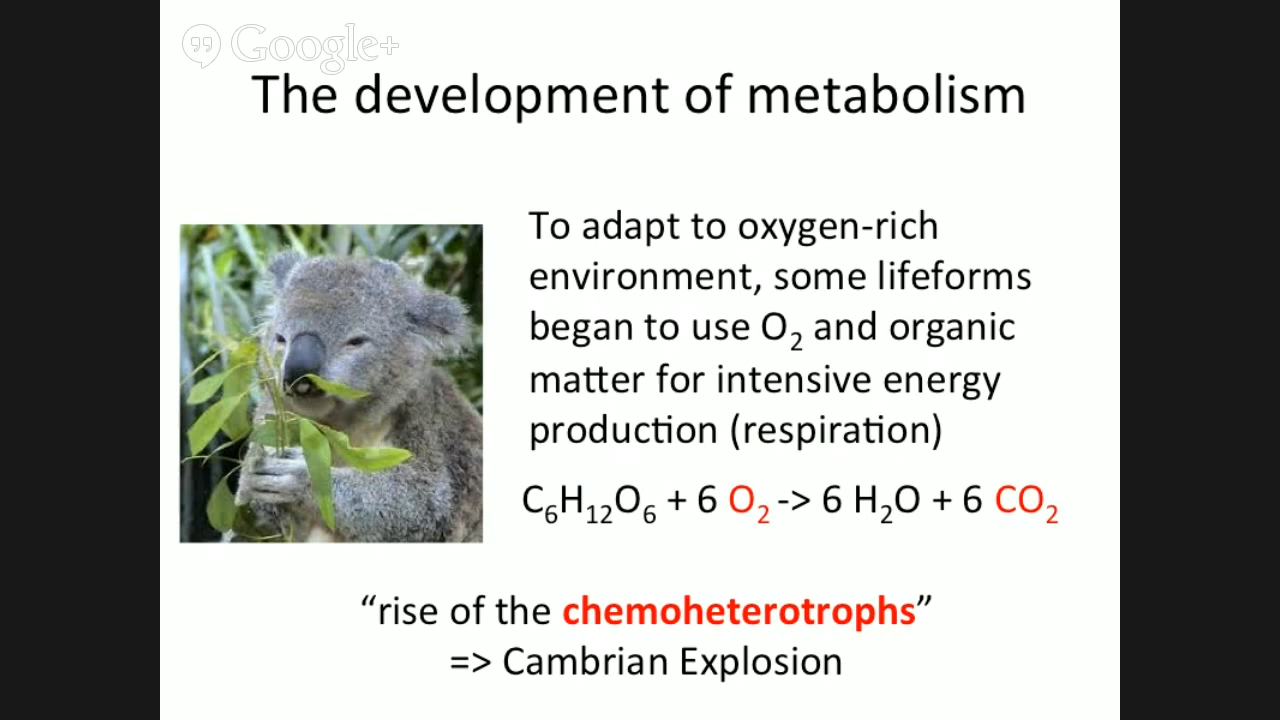 Google+
The development of metabolism
To adapt to oxygen-rich
environment, some lifeforms
began to use O₂ and organic
matter for intensive energy
production (respiration)
C₆H₁₂O₆ + 6 O₂ -> 6 H₂O + 6 CO₂
“rise of the chemoheterotrophs”
=> Cambrian Explosion